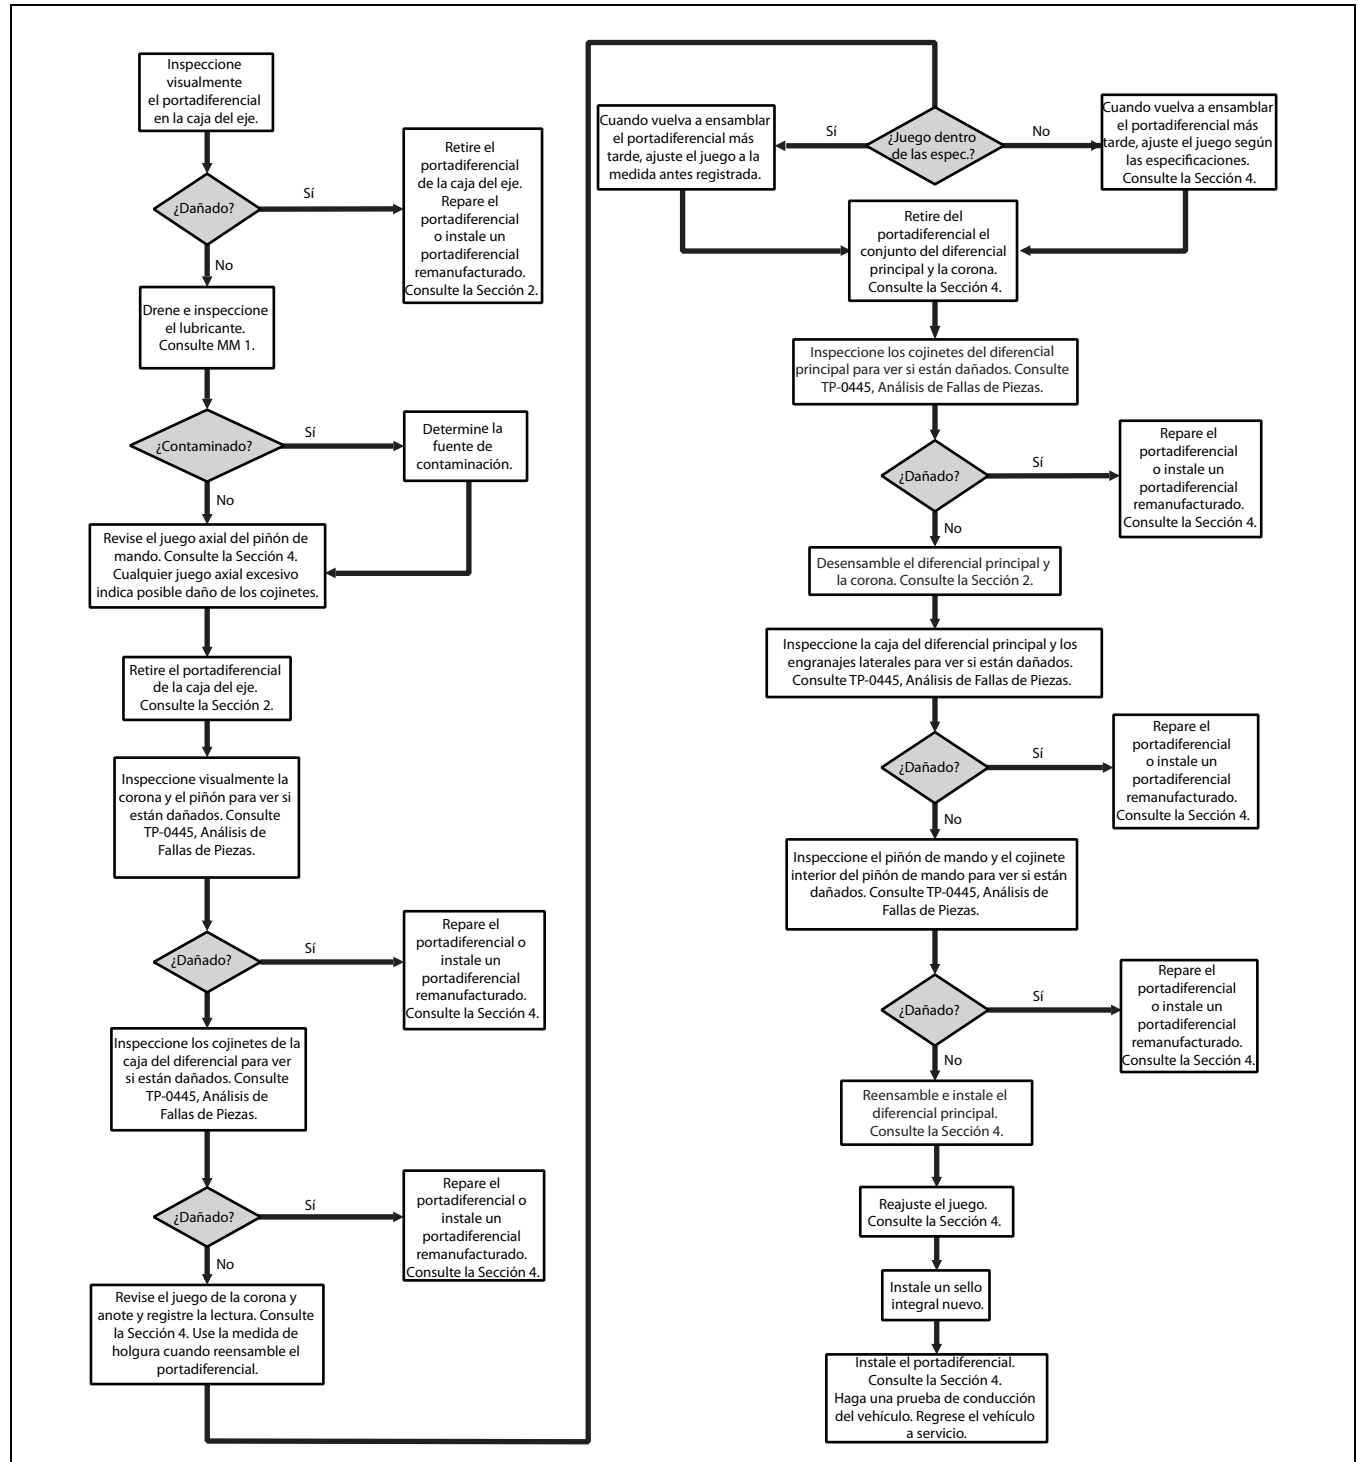 Inspeccione
visualmente
el portadiferencial
en la caja del eje.
¿Dañado?
Sí
Retire el
portadiferencial
de la caja del eje.
Repare el
portadiferencial
o instale un
portadiferencial
remanufacturado.
Consulte la Sección 2.
No
Drene e inspeccione
el lubricante.
Consulte MM 1.
¿Contaminado?
Sí
Determine la
fuente de
contaminación.
No
Revise el juego axial del piñón de
mando. Consulte la Sección 4.
Cualquier juego axial excesivo
indica posible daño de los cojinetes.
Retire el portadiferencial
de la caja del eje.
Consulte la Sección 2.
Inspeccione visualmente la
corona y el piñón para ver si
están dañados. Consulte
TP-0445, Análisis de
Fallas de Piezas.
¿Dañado?
Sí
Repare el
portadiferencial o
instale un
portadiferencial
remanufacturado.
Consulte la Sección 4.
Inspeccione los cojinetes de la
caja del diferencial para ver
si están dañados. Consulte
TP-0445, Análisis de
Fallas de Piezas.
¿Dañado?
Sí
Repare el
portadiferencial o
instale un
portadiferencial
remanufacturado.
Consulte la Sección 4.
No
Revise el juego de la corona y
anote y registre la lectura. Consulte
la Sección 4. Use la medida de
holgura cuando reensamble el
portadiferencial.
¿Juego dentro
de las espec.?
Sí
Cuando vuelva a ensamblar
el portadiferencial más
tarde, ajuste el juego a la
medida antes registrada.
No
Cuando vuelva a ensamblar
el portadiferencial más
tarde, ajuste el juego según
las especificaciones.
Consulte la Sección 4.
Retire del
portadiferencial el
conjunto del diferencial
principal y la corona.
Consulte la Sección 4.
Inspeccione los cojinetes del diferencial
principal para ver si están dañados. Consulte
TP-0445, Análisis de Fallas de Piezas.
¿Dañado?
Sí
Repare el
portadiferencial
o instale un
portadiferencial
remanufacturado.
Consulte la Sección 4.
No
Desensamble el diferencial principal y
la corona. Consulte la Sección 2.
Inspeccione la caja del diferencial principal y los
engranajes laterales para ver si están dañados.
Consulte TP-0445, Análisis de Fallas de Piezas.
¿Dañado?
Sí
Repare el
portadiferencial
o instale un
portadiferencial
remanufacturado.
Consulte la Sección 4.
No
Inspeccione el piñón de mando y el cojinete
interior del piñón de mando para ver si están
dañados. Consulte TP-0445, Análisis de
Fallas de Piezas.
¿Dañado?
Sí
Repare el
portadiferencial
o instale un
portadiferencial
remanufacturado.
Consulte la Sección 4.
No
Reensamble e instale el
diferencial principal.
Consulte la Sección 4.
Reajuste el juego.
Consulte la Sección 4.
Instale un sello
integral nuevo.
Instale el portadiferencial.
Consulte la Sección 4.
Haga una prueba de conducción
del vehículo. Regrese el vehículo
a servicio.